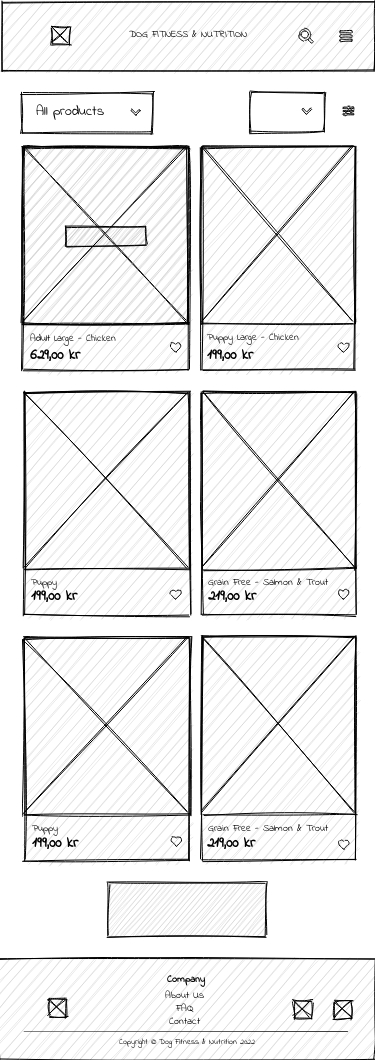 DOG FITNESS & NUTRITION
All products
Adult Large - Chicken
629,00 kr
Puppy Large - Chicken
199,00 kr
Puppy
199,00 kr
Grain Free - Salmon & Trout
219,00 kr
Puppy
199,00 kr
Grain Free - Salmon & Trout
219,00 kr
Company
About Us
FAQ
Contact
Copyright © Dog Fitness & Nutrition 2022